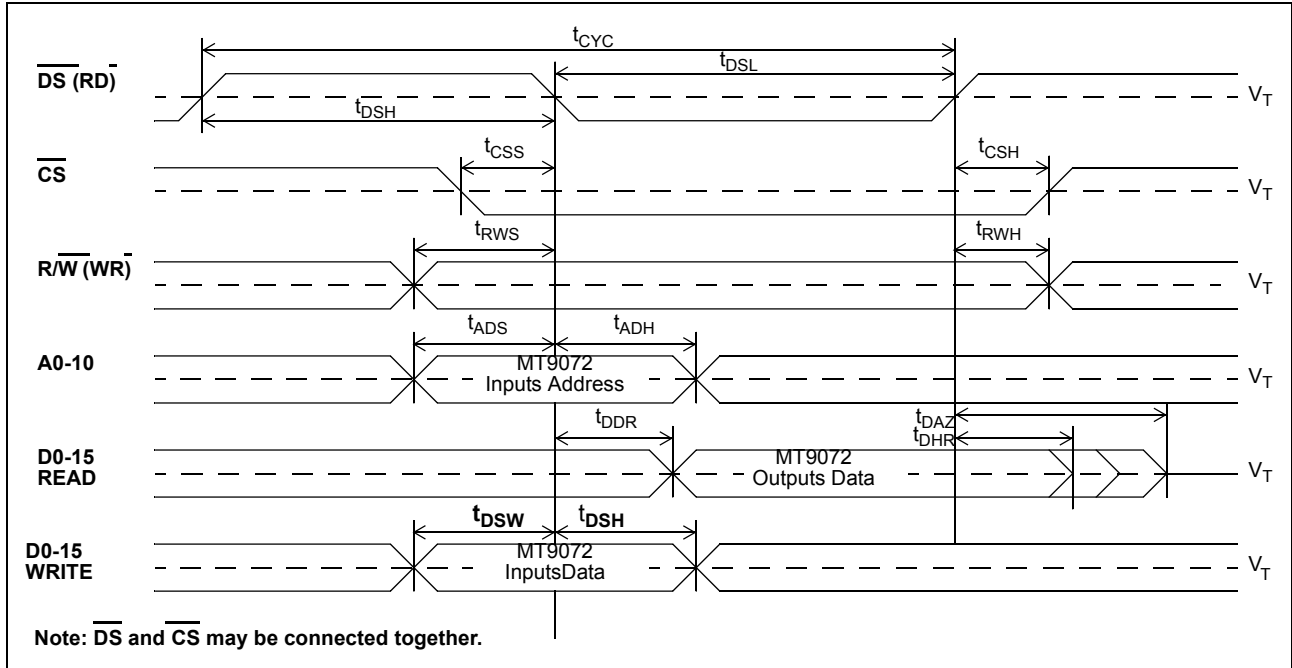 tCYC
DS (RD)
tDSL
VT
tDSH
tCSS
tCSH
CS
VT
tRWS
tRWH
R/W (WR)
VT
tADS
tADH
A0-10
MT9072
Inputs Address
VT
tDDR
tDAZ
tDHR
D0-15
READ
MT9072
Outputs Data
VT
tDSW
tDSH
D0-15
WRITE
MT9072
InputsData
VT
Note: DS and CS may be connected together.